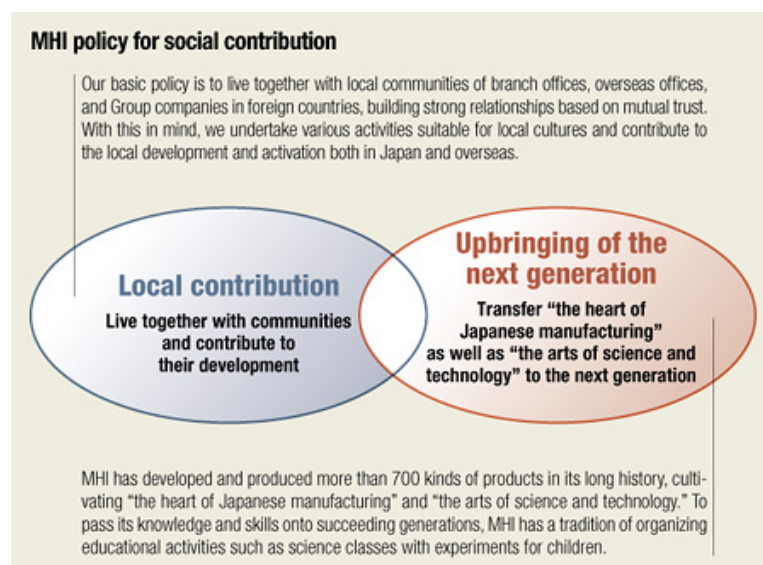 MHI policy for social contribution
Our basic policy is to live together with local communities of branch offices, overseas offices,
and Group companies in foreign countries, building strong relationships based on mutual trust.
With this in mind, we undertake various activities suitable for local cultures and contribute to
the local development and activation both in Japan and overseas.
Local contribution
Live together with communities
and contribute to
their development
Upbringing of the
next generation
Transfer “the heart of
Japanese manufacturing”
as well as “the arts of science and
technology” to the next generation
MHI has developed and produced more than 700 kinds of products in its long history, culti-
vating “the heart of Japanese manufacturing” and “the arts of science and technology.” To
pass its knowledge and skills onto succeeding generations, MHI has a tradition of organizing
educational activities such as science classes with experiments for children.